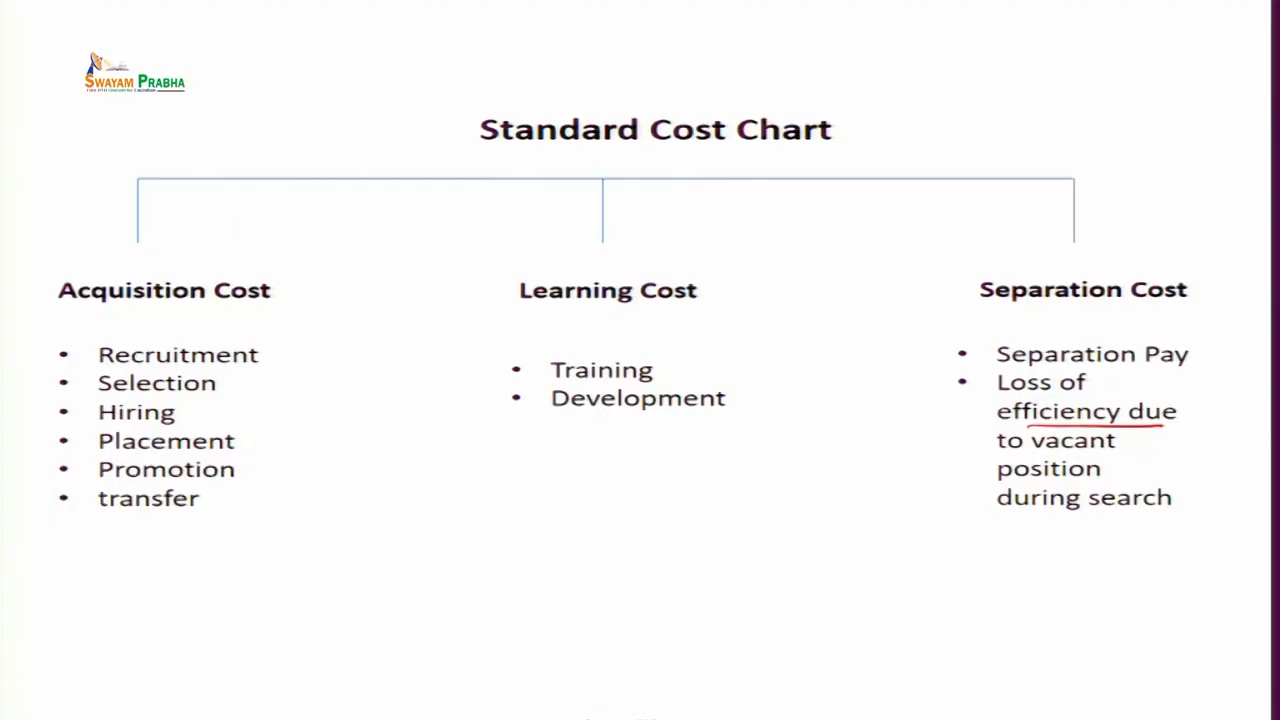 SWAYAM PRABHA
Standard Cost Chart
Acquisition Cost
• Recruitment
• Selection
• Hiring
• Placement
• Promotion
• transfer
Learning Cost
• Training
• Development
Separation Cost
• Separation Pay
• Loss of
efficiency due
to vacant
position
during search